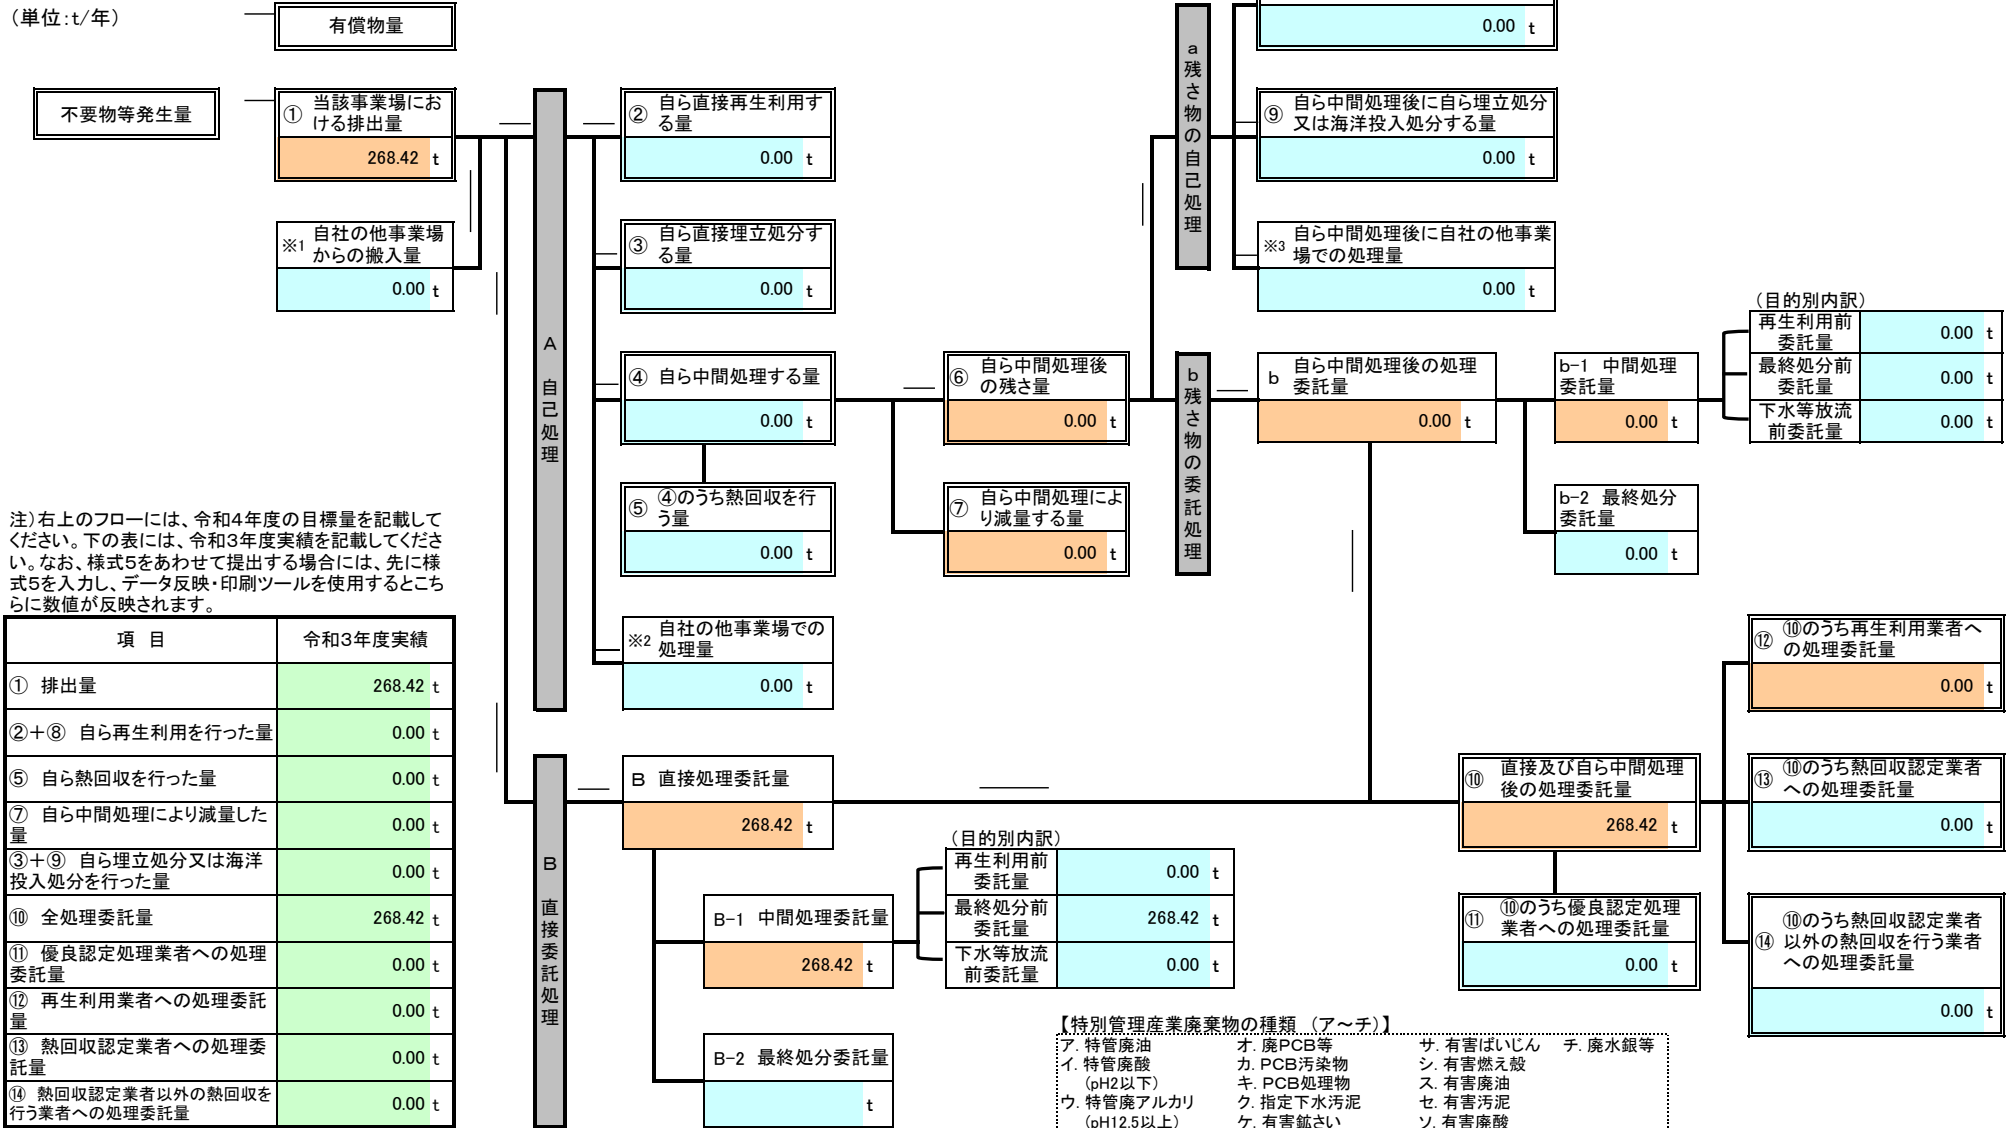 （単位：t/年）
有償物量
0.00 t
不要物等発生量
① 当該事業場にお
ける排出量
268.42 t
※1 自社の他事業場
からの搬入量
0.00 t
A 自己処理
② 自ら直接再生利用す
る量
0.00 t
③ 自ら直接埋立処分す
る量
0.00 t
④ 自ら中間処理する量
0.00 t
⑤ ④のうち熱回収を行
う量
0.00 t
※2 自社の他事業場での
処理量
0.00 t
⑥ 自ら中間処理後
の残さ量
0.00 t
⑦ 自ら中間処理によ
り減量する量
0.00 t
a残さ物の自己処理
⑨ 自ら中間処理後に自ら埋立処分
又は海洋投入処分する量
0.00 t
※3 自ら中間処理後に自社の他事業
場での処理量
0.00 t
b残さ物の委託処理
b 自ら中間処理後の処理
委託量
0.00 t
b-1 中間処理
委託量
0.00 t
b-2 最終処分
委託量
0.00 t
（目的別内訳）
再生利用前
委託量
0.00 t
最終処分前
委託量
0.00 t
下水等放流
前委託量
0.00 t
注）右上のフローには、令和4年度の目標量を記載して
ください。下の表には、令和3年度実績を記載してくださ
い。なお、様式5をあわせて提出する場合には、先に様
式5を入力し、データ反映・印刷ツールを使用するとこち
らに数値が反映されます。
項 目 令和3年度実績
① 排出量 268.42 t
②＋⑧ 自ら再生利用を行った量 0.00 t
⑤ 自ら熱回収を行った量 0.00 t
⑦ 自ら中間処理により減量した
量 0.00 t
③＋⑨ 自ら埋立処分又は海洋
投入処分を行った量 0.00 t
⑩ 全処理委託量 268.42 t
⑪ 優良認定処理業者への処理
委託量 0.00 t
⑫ 再生利用業者への処理委託
量 0.00 t
⑬ 熱回収認定業者への処理委
託量 0.00 t
⑭ 熱回収認定業者以外の熱回収を
行う業者への処理委託量 0.00 t
B 直接委託処理
B 直接処理委託量
268.42 t
B-1 中間処理委託量
268.42 t
B-2 最終処分委託量
t
（目的別内訳）
再生利用前
委託量
0.00 t
最終処分前
委託量
268.42 t
下水等放流
前委託量
0.00 t
⑩ 直接及び自ら中間処理
後の処理委託量
268.42 t
⑪ ⑩のうち優良認定処理
業者への処理委託量
0.00 t
⑫ ⑩のうち再生利用業者へ
の処理委託量
0.00 t
⑬ ⑩のうち熱回収認定業者
への処理委託量
0.00 t
⑭ ⑩のうち熱回収認定業者
以外の熱回収を行う業者
への処理委託量
0.00 t
【特別管理産業廃棄物の種類 （ア～チ）】
ア. 特管廃油 オ. 廃PCB等 サ. 有害ばいじん チ. 廃水銀等
イ. 特管廃酸 カ. PCB汚染物 シ. 有害燃え殻
（pH2以下） キ. PCB処理物 ス. 有害廃油
ウ. 特管廃アルカリ ク. 指定下水汚泥 セ. 有害汚泥
（pH12.5以上） ケ. 有害鉱さい ソ. 有害廃酸